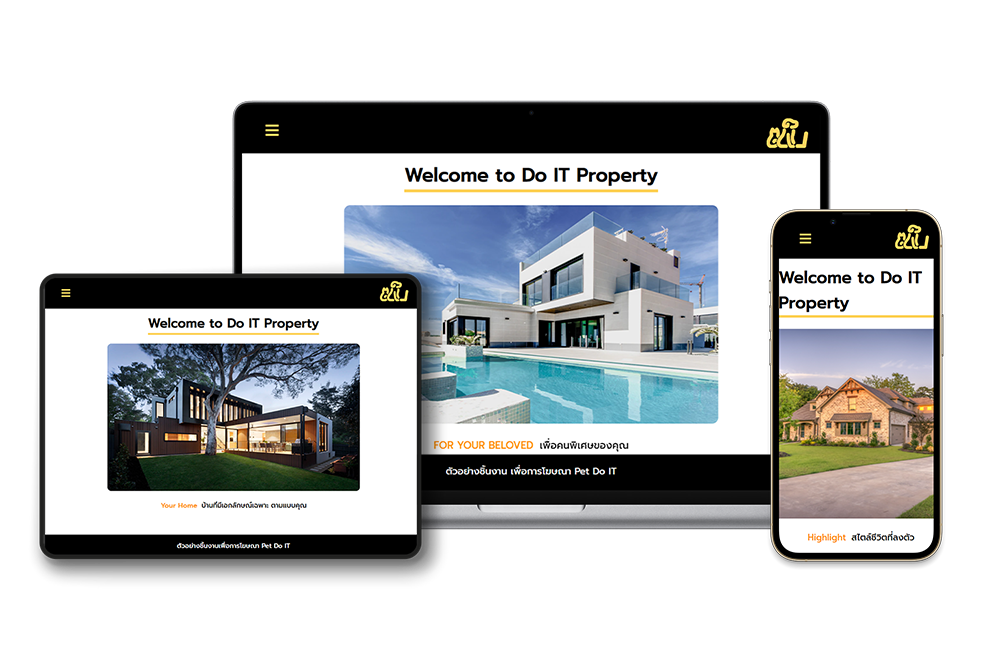 Welcome to Do IT Property
FOR YOUR BELOVED เพื่อคนพิเศษของคุณ
ตัวอย่างชิ้นงาน เพื่อการโฆษณา Pet Do IT
Welcome to Do IT Property
Your Home บ้านที่มีเอกลักษณ์เฉพาะ ตามแบบคุณ
ตัวอย่างชิ้นงานเพื่อการโฆษณา Pet Do IT
Welcome to Do IT
Property
Highlight สไตล์ชีวิตที่ลงตัว